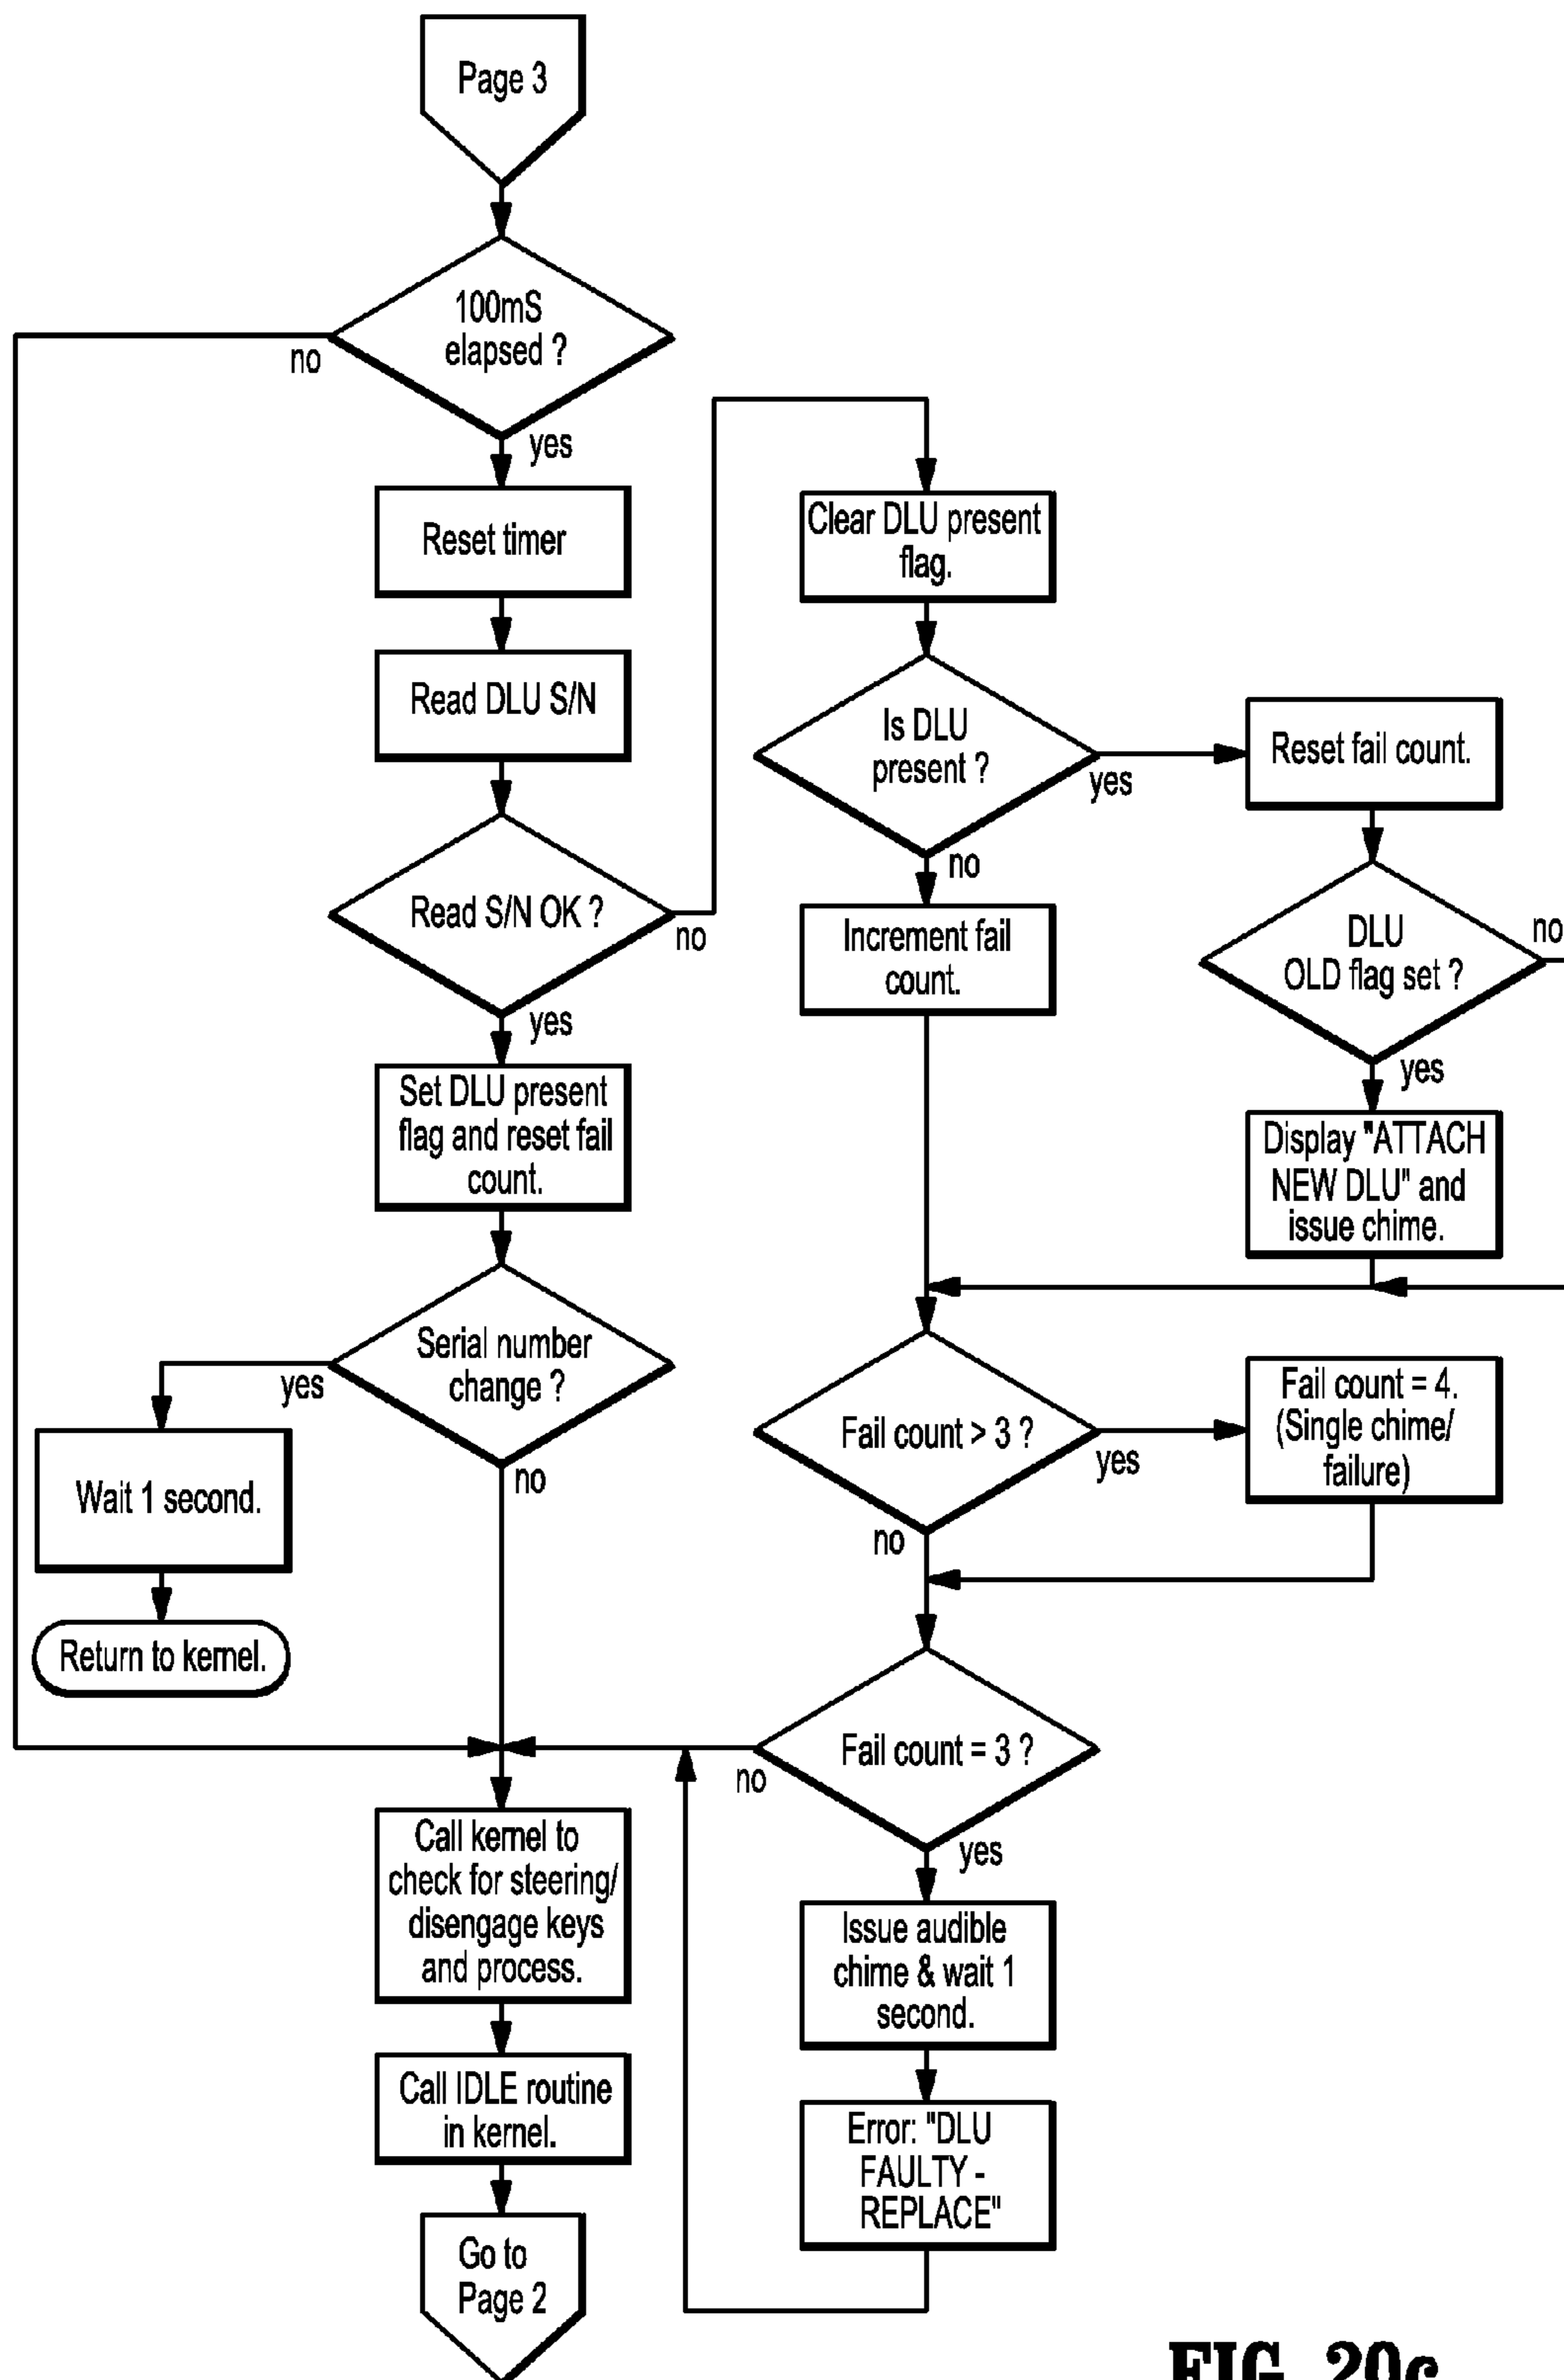 Page 3
100mS
elapsed ?
no
yes
Reset timer
Read DLU S/N
Read S/N OK ?
no
yes
Set DLU present
flag and reset fail
count.
Serial number
change ?
yes
no
Wait 1 second.
Return to kernel.
Call kernel to
check for steering/
disengage keys
and process.
Call IDLE routine
in kernel.
Go to
Page 2
Clear DLU present
flag.
Is DLU
present ?
yes
no
Increment fail
count.
Reset fail count.
DLU
OLD flag set ?
no
yes
Display "ATTACH
NEW DLU" and
issue chime.
Fail count > 3 ?
yes
no
Fail count = 4.
(Single chime/
failure)
Fail count = 3 ?
no
yes
Issue audible
chime & wait 1
second.
Error: "DLU
FAULTY -
REPLACE"
FIG. 20c